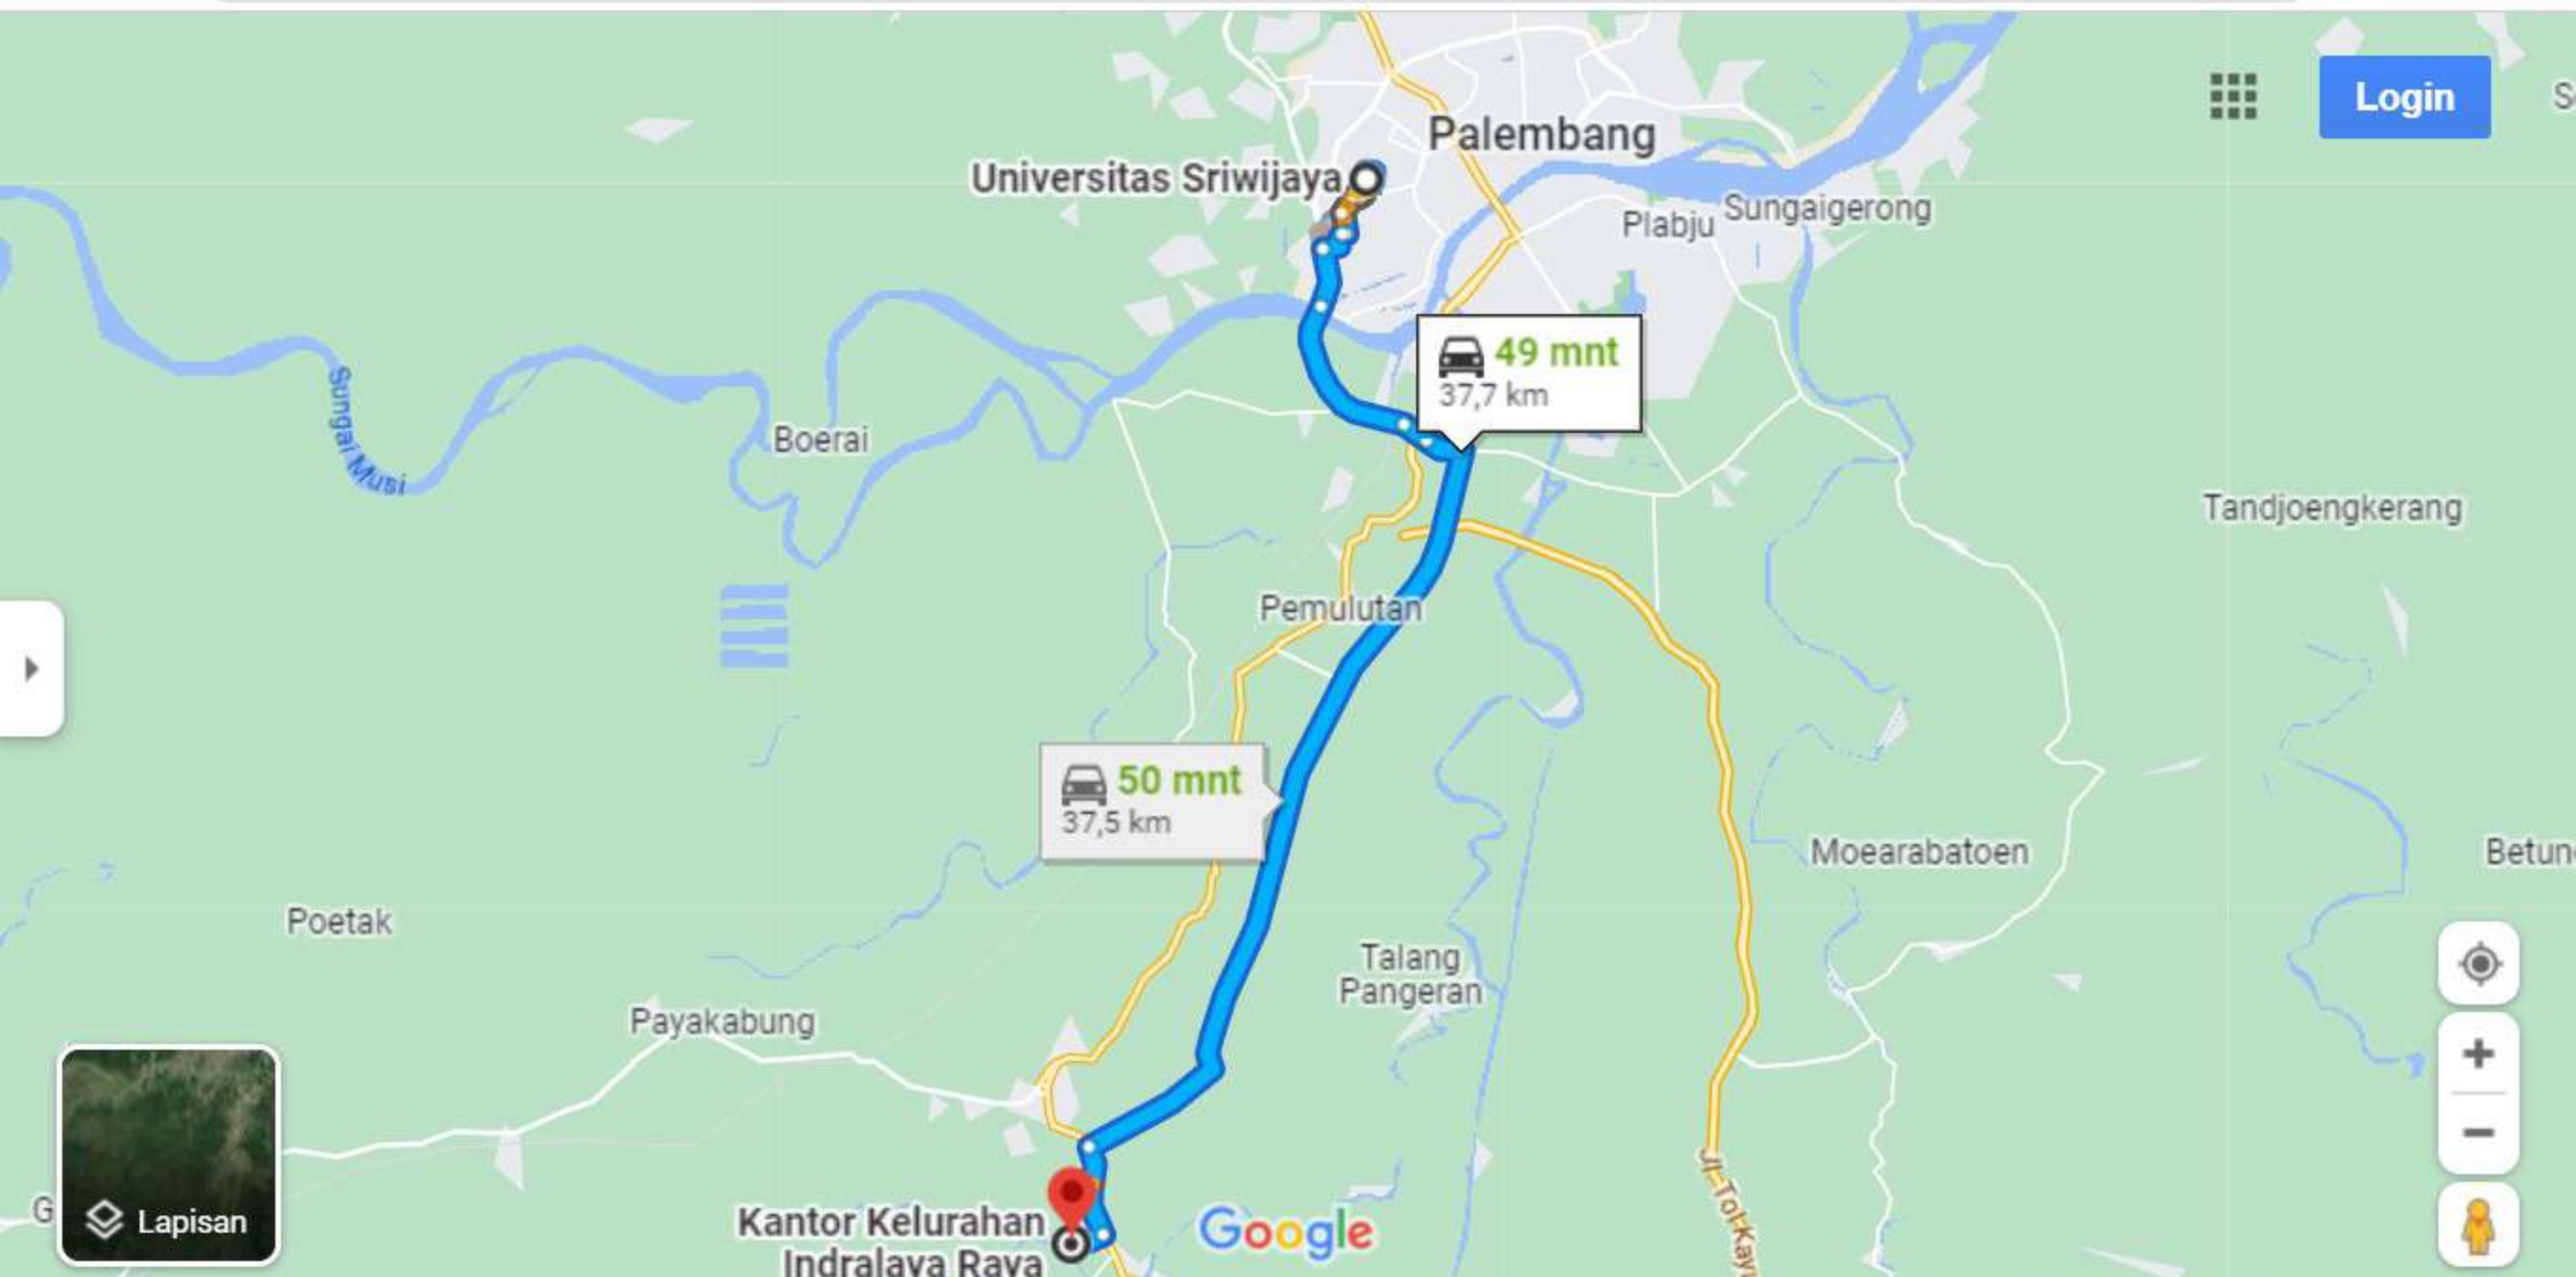 Login
Palembang
Universitas Sriwijaya
Plabju
Sungaigerong
49 mnt
37,7 km
Sungai Musi
Boerai
Tandjoengkerang
Pemulutan
50 mnt
37,5 km
Moearabatoen
Poetak
Talang
Pangeran
Payakabung
Lapisan
Kantor Kelurahan
Indralaya Raya
Google